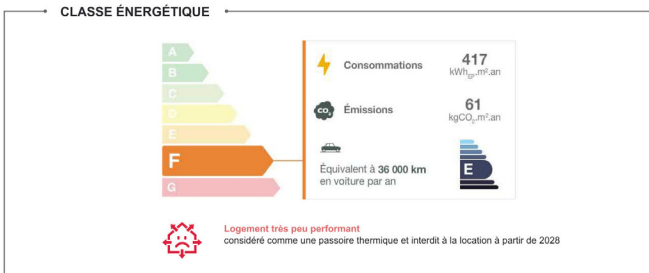 CLASSE ÉNERGÉTIQUE
A
B
C
D
E
F
G
Consommations
417
kWhEP.m².an
CO2
Émissions
61
kgCO2.m².an
Équivalent à 36 000 km
en voiture par an
E
Logement très peu performant
considéré comme une passoire thermique et interdit à la location à partir de 2028